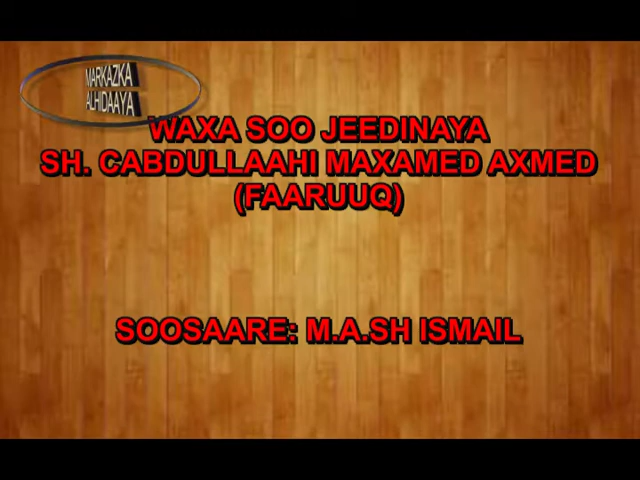 MARKAZKA
ALHIDAAYA
WAXA SOO JEEDINAYA
SH. CABDULLAAHI MAXAMED AXMED
(FAARUUQ)
SOOSAARE: M.A.SH ISMAIL